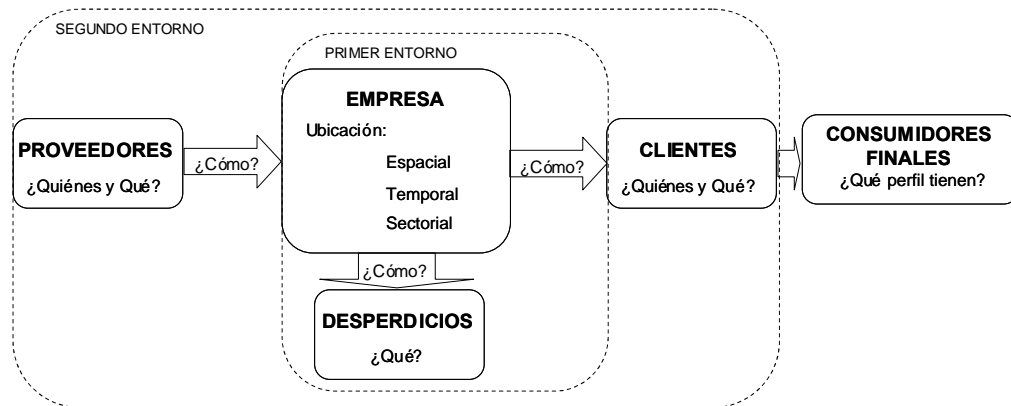 SEGUNDO ENTORNO
PRIMER ENTORNO
EMPRESA
Ubicación:
Espacial
Temporal
Sectorial
PROVEEDORES
¿Quiénes y Qué?
¿Cómo?
¿Cómo?
CLIENTES
¿Quiénes y Qué?
CONSUMIDORES
FINALES
¿Qué perfil tienen?
¿Cómo?
DESPERDICIOS
¿Qué?